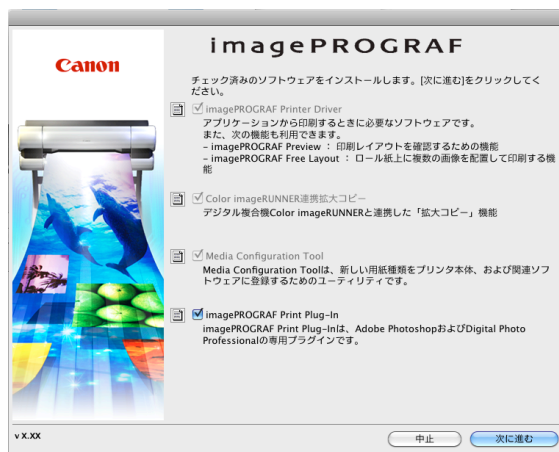 Canon
imagePROGRAF
チェック済みのソフトウェアをインストールします。[次に進む]をクリックしてく
ださい。
imagePROGRAF Printer Driver
アプリケーションから印刷するときに必要なソフトウェアです。
また、次の機能も利用できます。
– imagePROGRAF Preview ： 印刷レイアウトを確認するための機能
– imagePROGRAF Free Layout ： ロール紙上に複数の画像を配置して印刷する機
能
Color imageRUNNER連携拡大コピー
デジタル複合機Color imageRUNNERと連携した「拡大コピー」機能
Media Configuration Tool
Media Configuration Toolは、新しい用紙種類をプリンタ本体、および関連ソフ
トウェアに登録するためのユーティリティです。
imagePROGRAF Print Plug-In
imagePROGRAF Print Plug-Inは、Adobe PhotoshopおよびDigital Photo
Professionalの専用プラグインです。
v X.XX
中止
次に進む